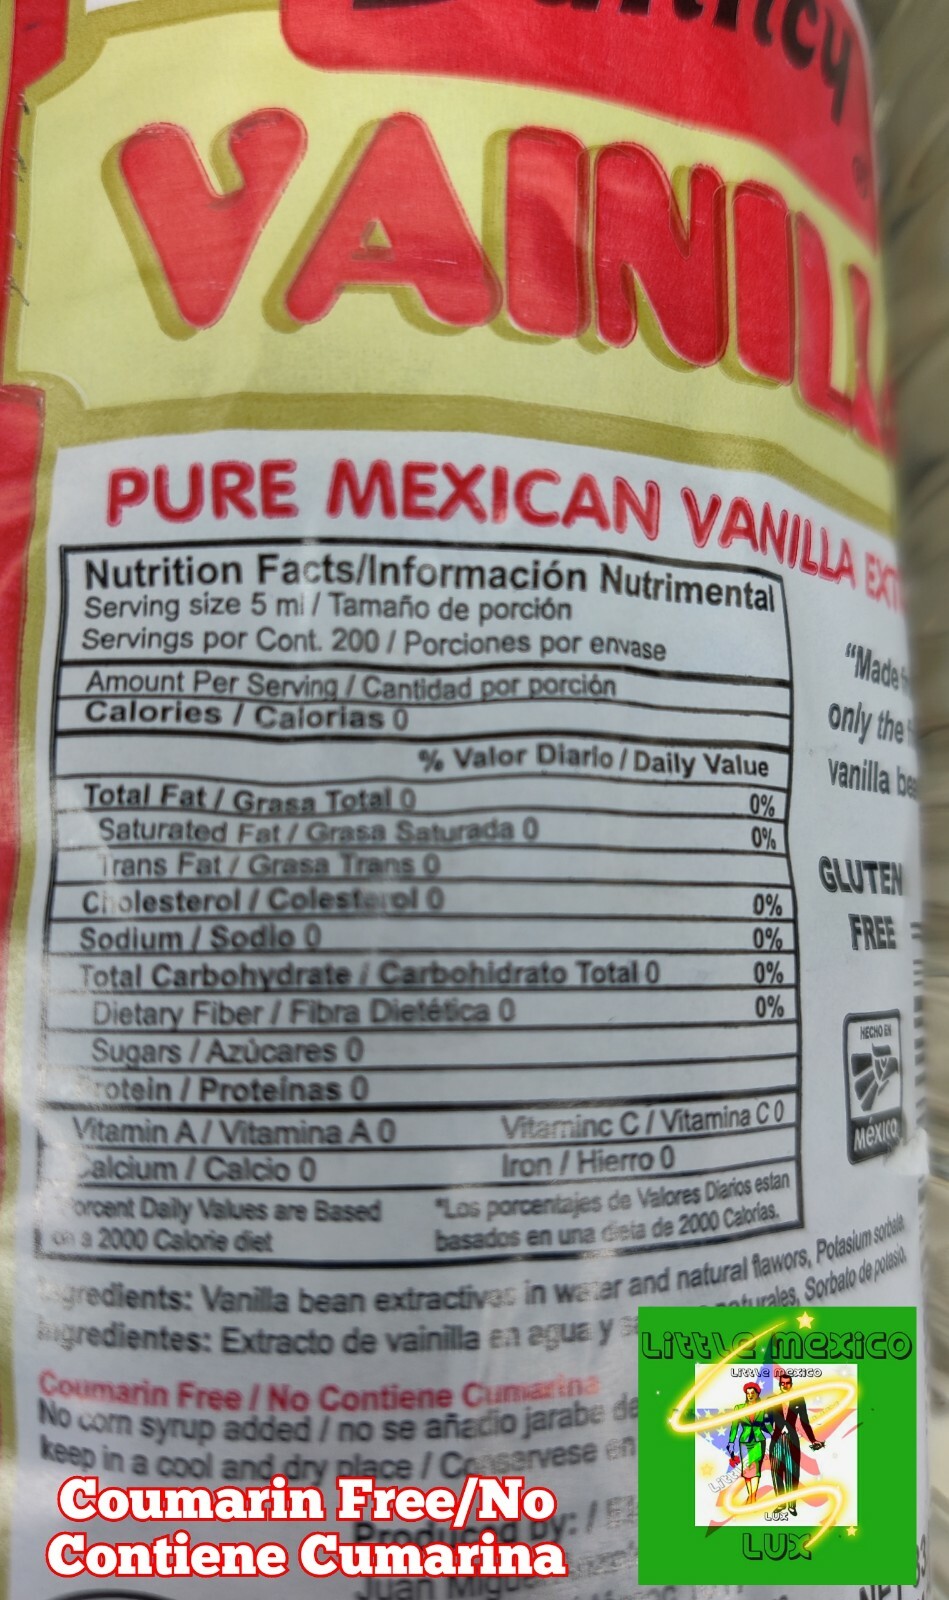 VAINILL
PURE MEXICAN VANILLA
Nutrition Facts/Información Nutrimental
Serving size 5 ml / Tamaño de porción
Servings por Cont. 200 / Porciones por envase
Amount Per Serving / Cantidad por porción
Calories / Calorias 0
% Valor Diario / Daily Value
Total Fat / Grasa Total 0 0%
Saturated Fat / Grasa Saturada 0 0%
Trans Fat / Grasa Trans 0
Cholesterol / Colesterol 0 0%
Sodium / Sodio 0 0%
Total Carbohydrate / Carbohidrato Total 0 0%
Dietary Fiber / Fibra Dietética 0 0%
Sugars / Azúcares 0
rotein / Proteinas 0
Vitamin A / Vitamina A 0 Vitaminc C / Vitamina C 0
Calcium / Calcio 0 Iron / Hierro 0
orcent Daily Values are Based
on a 2000 Calorie diet
*Los porcentajes de Valores Diarios estan
basados en una dieta de 2000 Calorias.
"Made
only the
vanilla
GLUTEN
FREE
HECHO EN
México
Ingredients: Vanilla bean extractives in water and natural flavors, Potasium sorbate,
Ingredientes: Extracto de vainilla en agua y naturales, Sorbato de potasio,
Coumarin Free / No Contiene Cumarina
No corn syrup added / no se añadio jarabe de
keep in a cool and dry place / Conservese en
Produced by: /
Juan
Coumarin Free/No
Contiene Cumarina
Little mexico
Little mexico
LUX
LUX